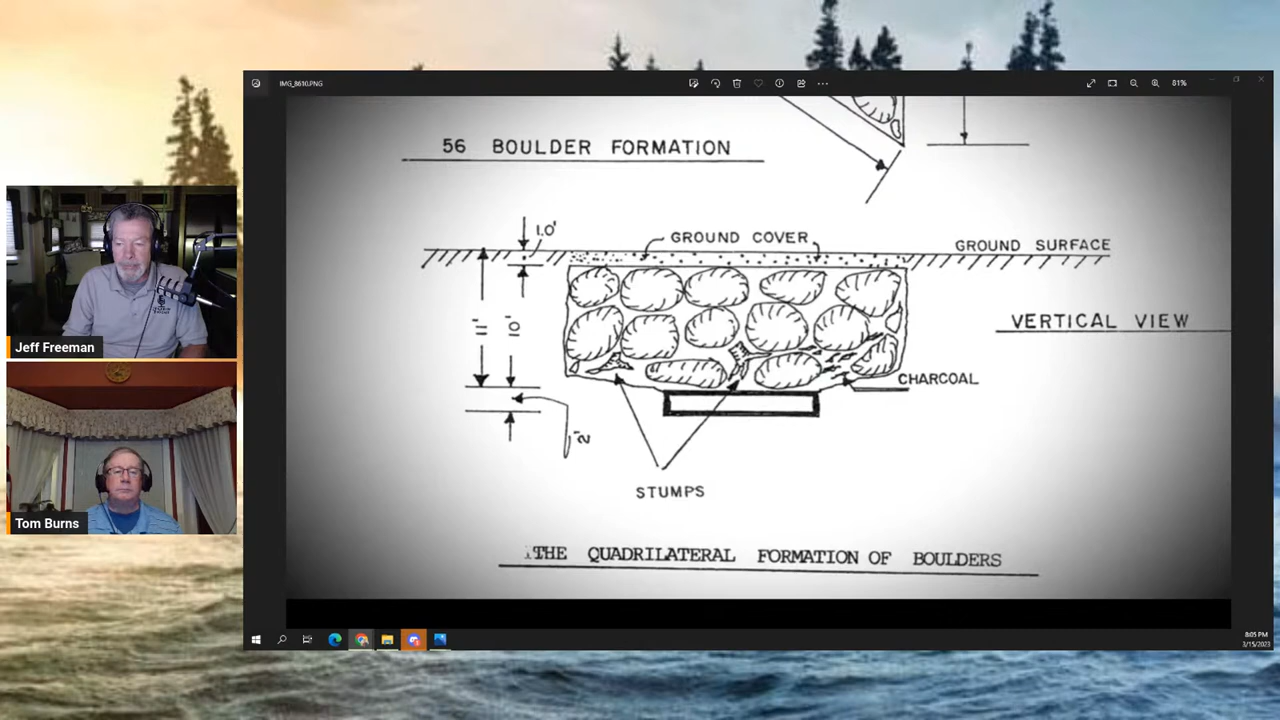 IMG_8610.PNG
81%
56 BOULDER FORMATION
1.0'
GROUND COVER
GROUND SURFACE
11'
10'
VERTICAL VIEW
CHARCOAL
2'
STUMPS
THE QUADRILATERAL FORMATION OF BOULDERS
Jeff Freeman
Tom Burns
8:05 PM
3/15/2023